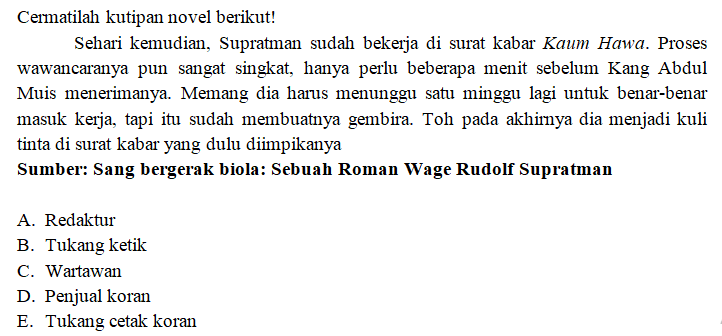 Cermatilah kutipan novel berikut!
Sehari kemudian, Supratman sudah bekerja di surat kabar Kaum Hawa. Proses
wawancaranya pun sangat singkat, hanya perlu beberapa menit sebelum Kang Abdul
Muis menerimanya. Memang dia harus menunggu satu minggu lagi untuk benar-benar
masuk kerja, tapi itu sudah membuatnya gembira. Toh pada akhirnya dia menjadi kuli
tinta di surat kabar yang dulu diimpikanya
Sumber: Sang bergerak biola: Sebuah Roman Wage Rudolf Supratman
A. Redaktur
B. Tukang ketik
C. Wartawan
D. Penjual koran
E. Tukang cetak koran